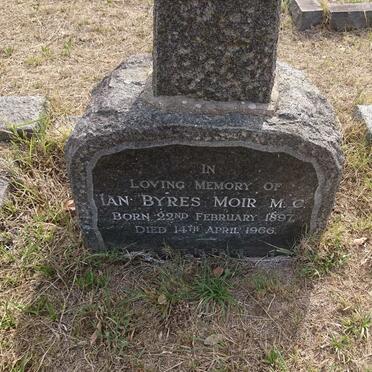 IN
LOVING MEMORY OF
IAN BYRES MOIR M.C.
BORN 22ND FEBRUARY 1897.
DIED 14TH APRIL 1966.